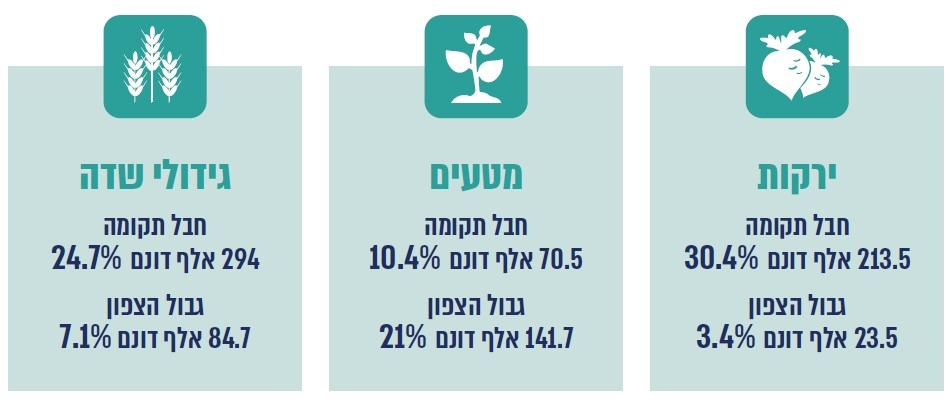 ירקות
חבל תקומה
213.5 אלף דונם 30.4%
גבול הצפון
23.5 אלף דונם 3.4%
מטעים
חבל תקומה
70.5 אלף דונם 10.4%
גבול הצפון
141.7 אלף דונם 21%
גידולי שדה
חבל תקומה
294 אלף דונם 24.7%
גבול הצפון
84.7 אלף דונם 7.1%